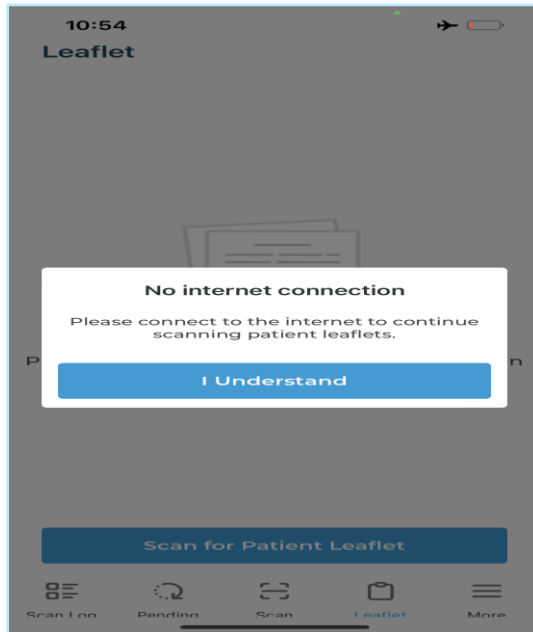 10:54
Leaflet
No internet connection
Please connect to the internet to continue
scanning patient leaflets.
P
n
I Understand
Scan for Patient Leaflet
Scan Log
Pending
Scan
Leaflet
More